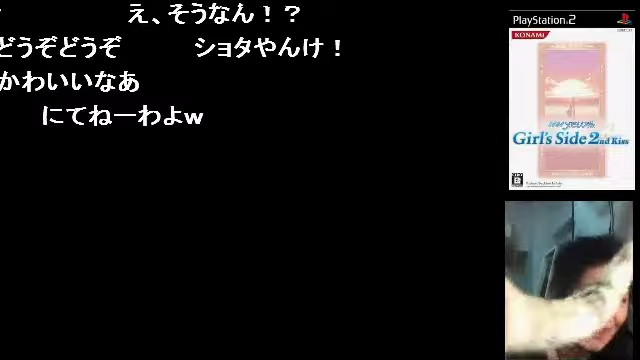 え、そうなん！？
どうぞどうぞ
ショタやんけ！
かわいいなあ
にてねーわよw
PlayStation.2
KONAMI
Girl's Side 2nd Kiss